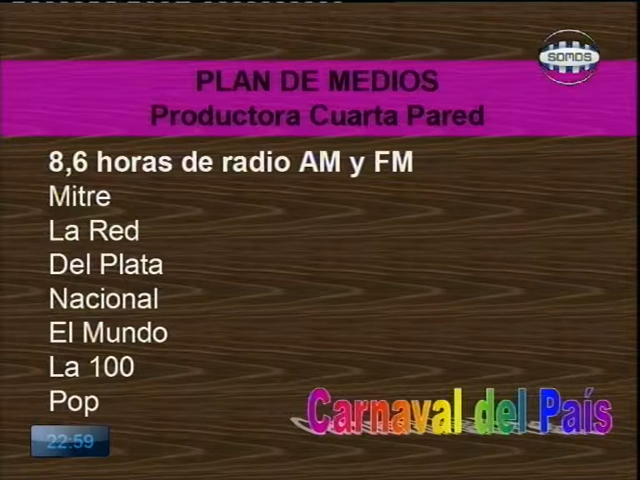 SOMOS
PLAN DE MEDIOS
Productora Cuarta Pared
8,6 horas de radio AM y FM
Mitre
La Red
Del Plata
Nacional
El Mundo
La 100
Pop
Carnaval del País
22:59